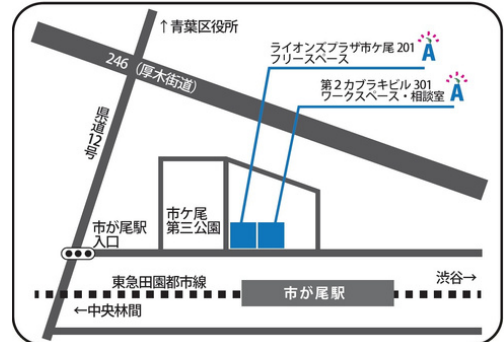 ↑青葉区役所
ライオンズプラザ市ケ尾 201
フリースペース
A
246（厚木街道）
第２カブラキビル 301
ワークスペース・相談室
A
県道12号
市ケ尾
第三公園
市が尾駅
入口
東急田園都市線
市が尾駅
渋谷→
←中央林間